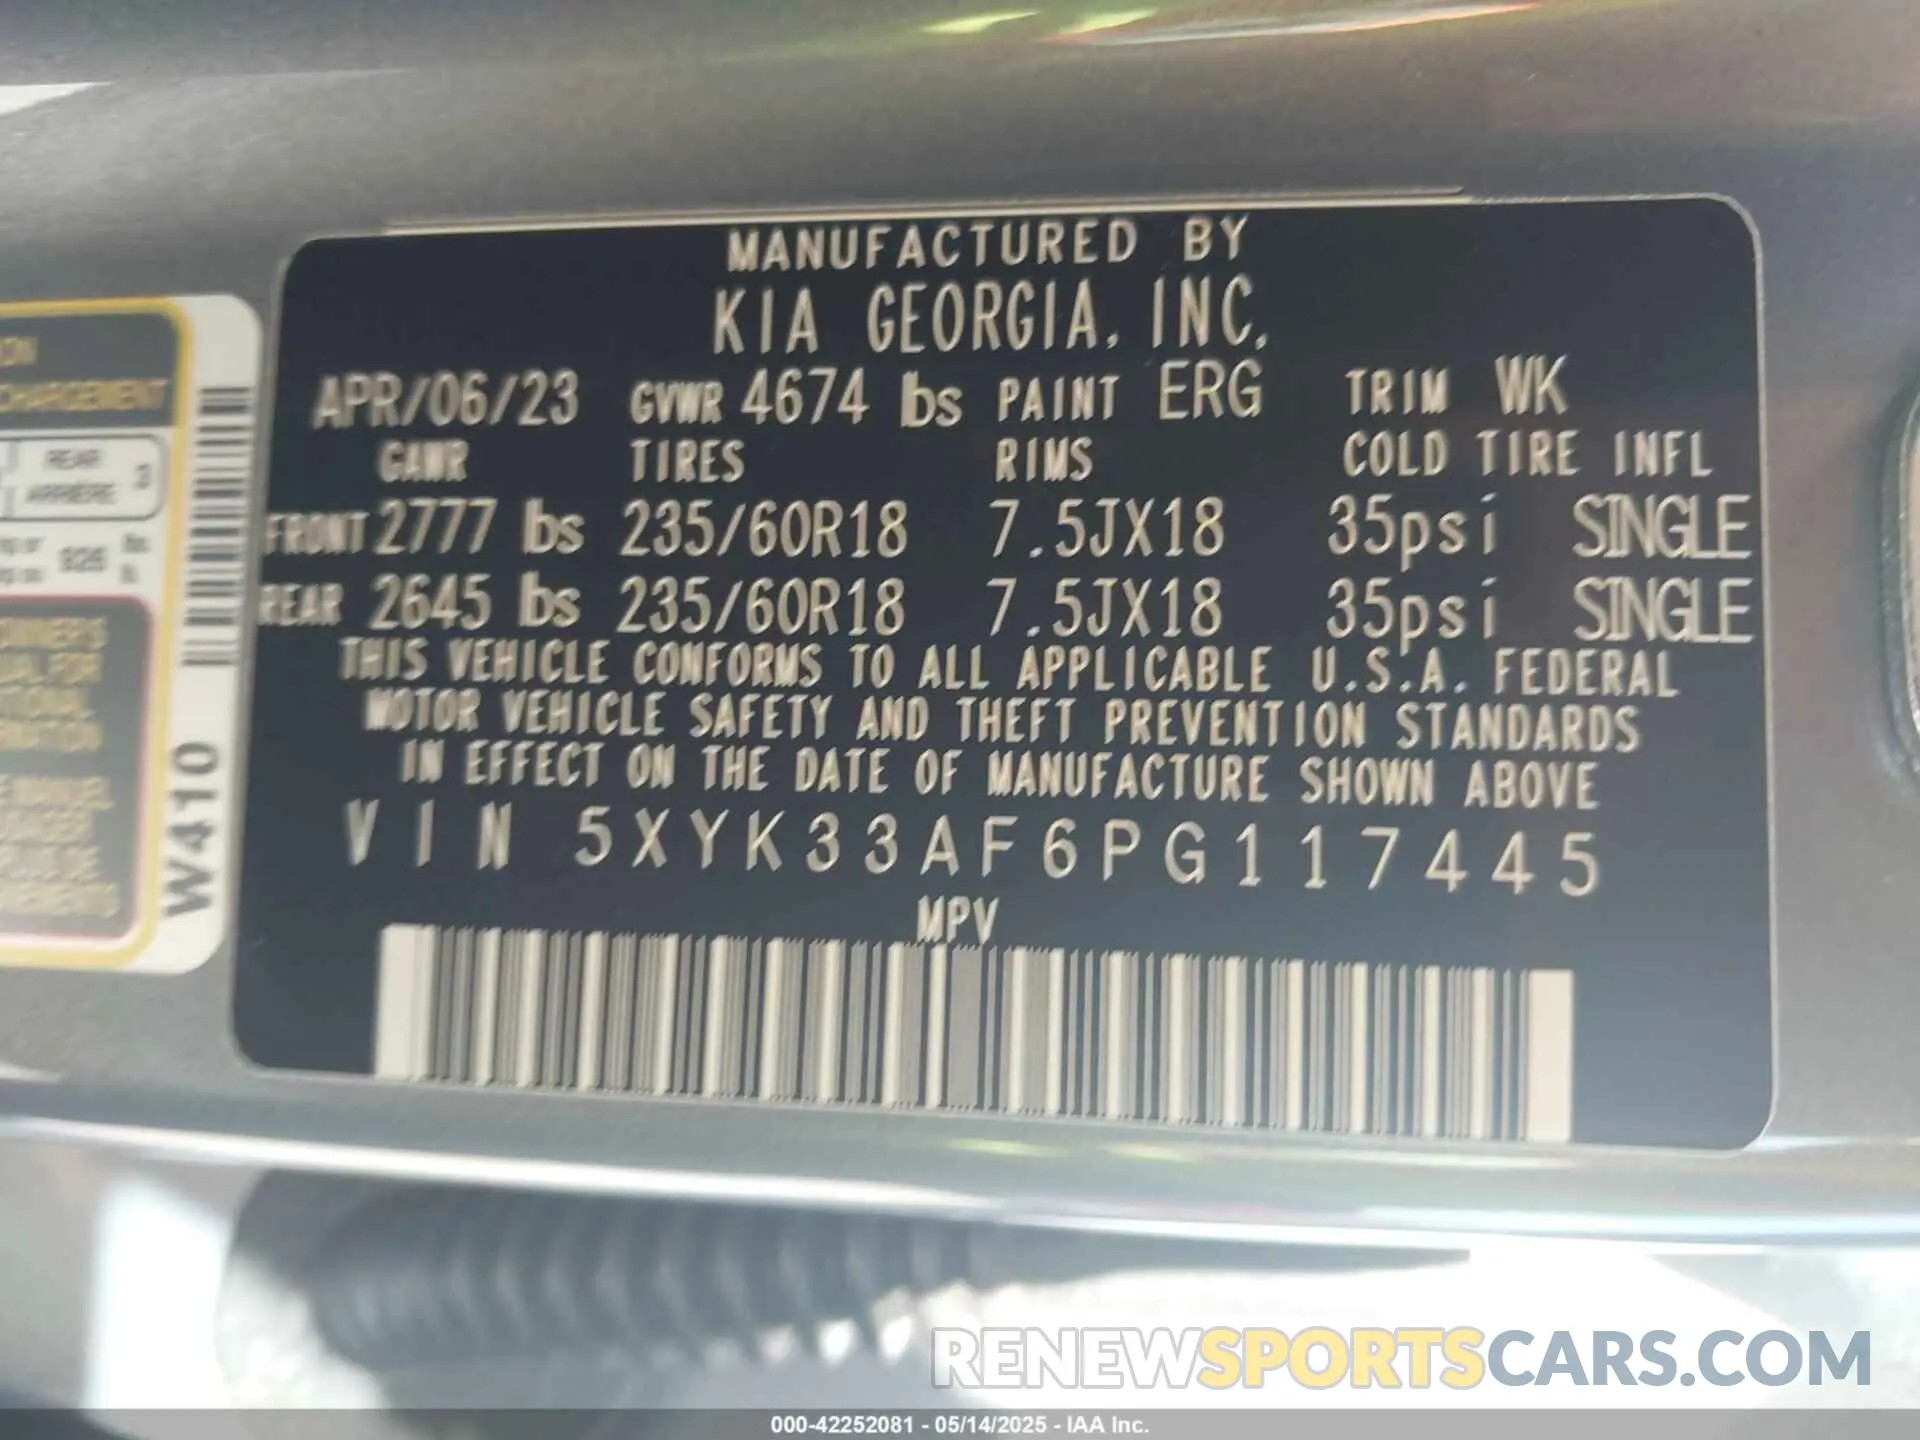 MANUFACTURED BY
KIA GEORGIA, INC.
APR/06/23 GVWR 4674 lbs PAINT ERG TRIM WK
GAWR TIRES RIMS COLD TIRE INFL
FRONT 2777 lbs 235/60R18 7.5JX18 35psi SINGLE
REAR 2645 lbs 235/60R18 7.5JX18 35psi SINGLE
THIS VEHICLE CONFORMS TO ALL APPLICABLE U.S.A. FEDERAL
MOTOR VEHICLE SAFETY AND THEFT PREVENTION STANDARDS
IN EFFECT ON THE DATE OF MANUFACTURE SHOWN ABOVE
VIN 5XYK33AF6PG117445
MPV
CHARGEMENT
REAR 3
ARRIÈRE
OWNER'S
FOR
W410
RENEWSPORTSCARS.COM
000-42252081 - 05/14/2025 - IAA Inc.